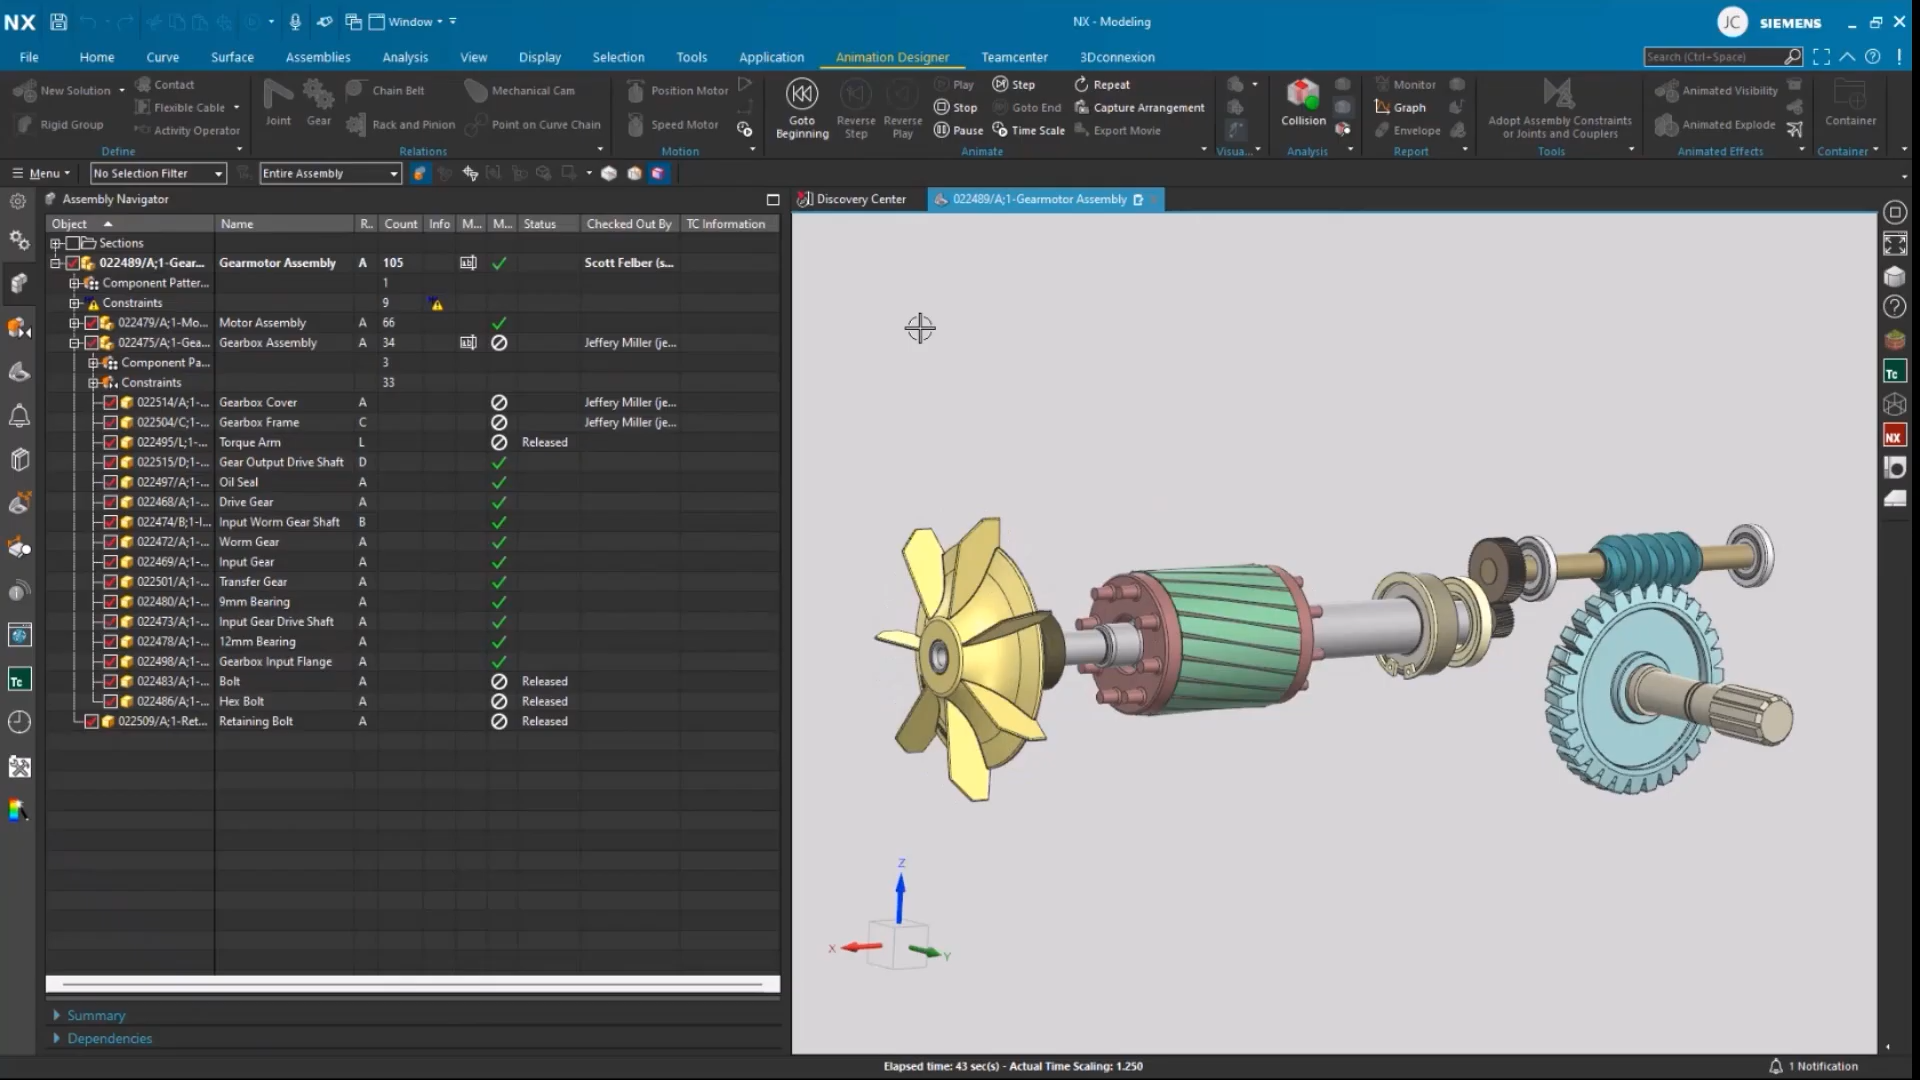 NX Window NX - Modeling JC SIEMENS
File Home Curve Surface Assemblies Analysis View Display Selection Tools Application Animation Designer Teamcenter 3Dconnexion Search (Ctrl+Space)
New Solution Contact Chain Belt Mechanical Cam Position Motor Play Step Repeat Monitor Animated Visibility
Flexible Cable Stop Goto End Capture Arrangement Graph
Joint Gear Goto Beginning Reverse Step Reverse Play Collision Adopt Assembly Constraints or Joints and Couplers Container
Rigid Group Activity Operator Rack and Pinion Point on Curve Chain Speed Motor Pause Time Scale Export Movie Envelope Animated Explode
Define Relations Motion Animate Visua... Analysis Report Tools Animated Effects Container
Menu No Selection Filter Entire Assembly
Assembly Navigator Discovery Center 022489/A;1-Gearmotor Assembly
Object Name R.. Count Info M... M... Status Checked Out By TC Information
Sections
022489/A;1-Gear... Gearmotor Assembly A 105 Scott Felber (s...
Component Patter... 1
Constraints 9
022479/A;1-Mo... Motor Assembly A 66
022475/A;1-Gea... Gearbox Assembly A 34 Jeffery Miller (je...
Component Pa... 3
Constraints 33
022514/A;1-... Gearbox Cover A Jeffery Miller (je...
022504/C;1-... Gearbox Frame C Jeffery Miller (je...
022495/L;1-... Torque Arm L Released
022515/D;1-... Gear Output Drive Shaft D
022497/A;1-... Oil Seal A
022468/A;1-... Drive Gear A
022474/B;1-I... Input Worm Gear Shaft B
022472/A;1-... Worm Gear A
022469/A;1-... Input Gear A
022501/A;1-... Transfer Gear A
022480/A;1-... 9mm Bearing A
022473/A;1-... Input Gear Drive Shaft A
022478/A;1-... 12mm Bearing A
022498/A;1-... Gearbox Input Flange A
022483/A;1-... Bolt A Released
022486/A;1-... Hex Bolt A Released
022509/A;1-Ret... Retaining Bolt A Released
Tc
NX
Tc
Z
X
Y
Summary
Dependencies
Elapsed time: 43 sec(s) - Actual Time Scaling: 1.250 1 Notification